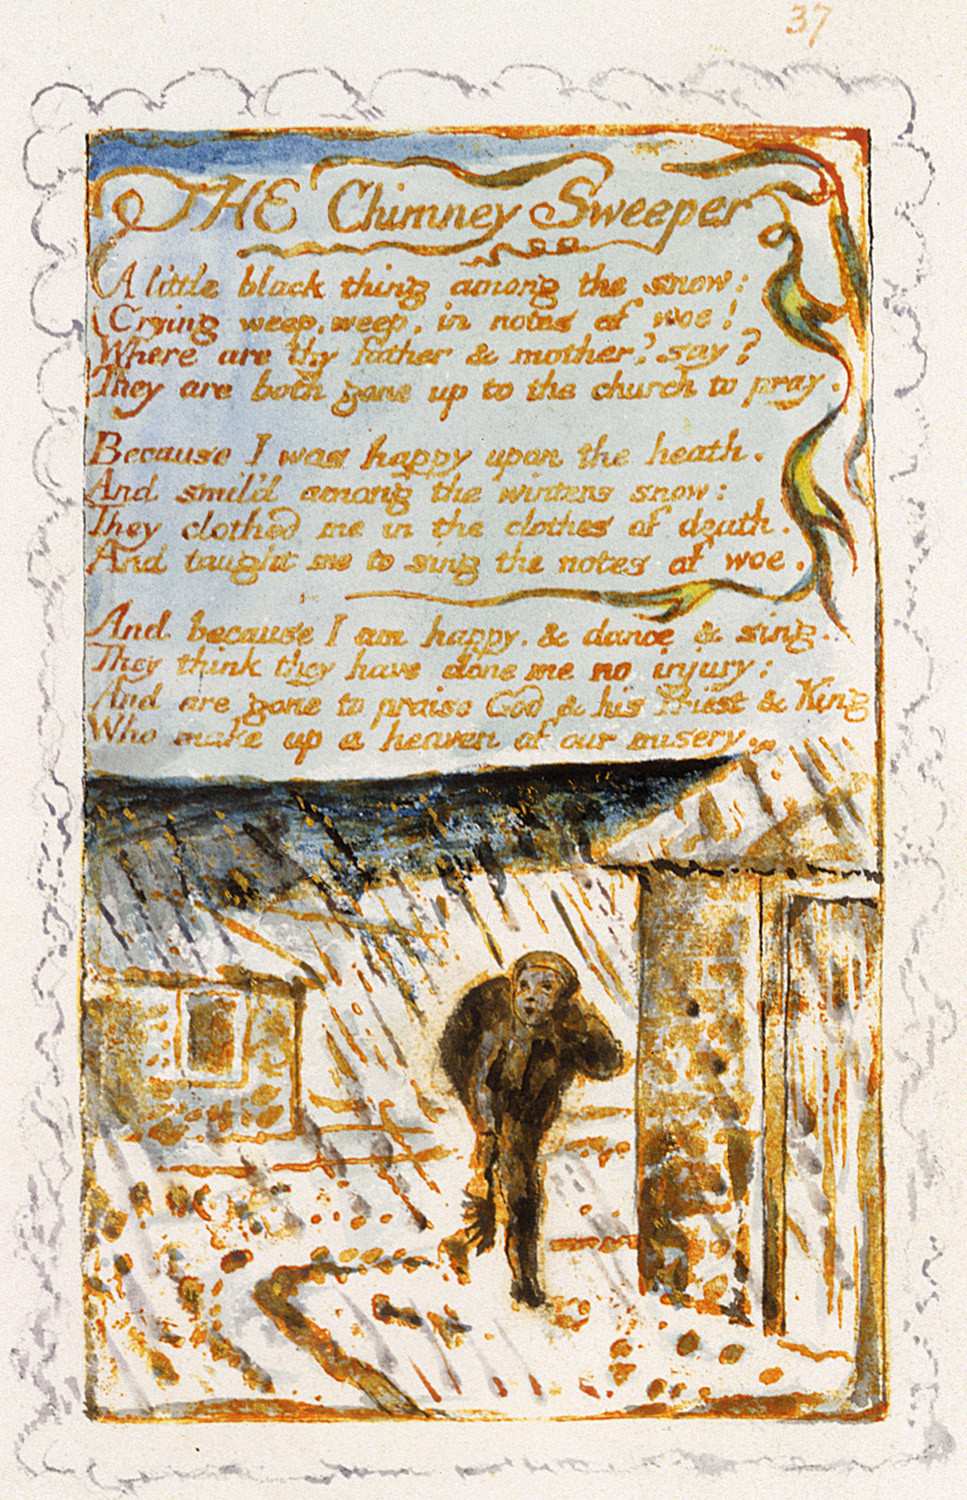 37
THE Chimney Sweeper
A little black thing among the snow:
Crying weep, weep, in notes of woe!
Where are thy father & mother? say?
They are both gone up to the church to pray.
Because I was happy upon the heath.
And smil'd among the winters snow:
They clothed me in the clothes of death.
And taught me to sing the notes of woe.
And because I am happy. & dance & sing.
They think they have done me no injury:
And are gone to praise God & his Priest & King
Who make up a heaven of our misery.